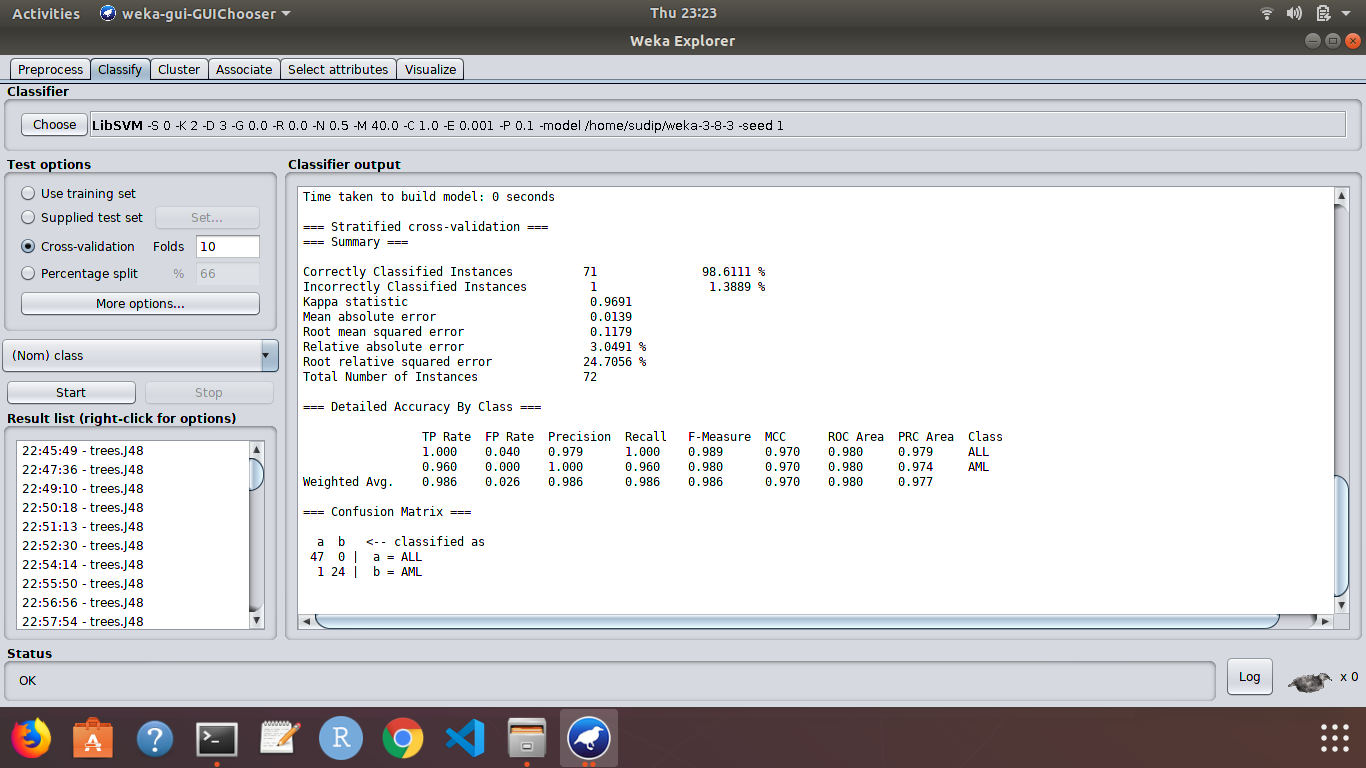 Activities weka-gui-GUIChooser Thu 23:23
Weka Explorer
Preprocess Classify Cluster Associate Select attributes Visualize
Classifier
Choose LibSVM -S 0 -K 2 -D 3 -G 0.0 -R 0.0 -N 0.5 -M 40.0 -C 1.0 -E 0.001 -P 0.1 -model /home/sudip/weka-3-8-3 -seed 1
Test options
Use training set
Supplied test set Set...
Cross-validation Folds 10
Percentage split % 66
More options...
(Nom) class
Start Stop
Result list (right-click for options)
22:45:49 - trees.J48
22:47:36 - trees.J48
22:49:10 - trees.J48
22:50:18 - trees.J48
22:51:13 - trees.J48
22:52:30 - trees.J48
22:54:14 - trees.J48
22:55:50 - trees.J48
22:56:56 - trees.J48
22:57:54 - trees.J48
Classifier output
Time taken to build model: 0 seconds
=== Stratified cross-validation ===
=== Summary ===
Correctly Classified Instances 71 98.6111 %
Incorrectly Classified Instances 1 1.3889 %
Kappa statistic 0.9691
Mean absolute error 0.0139
Root mean squared error 0.1179
Relative absolute error 3.0491 %
Root relative squared error 24.7056 %
Total Number of Instances 72
=== Detailed Accuracy By Class ===
TP Rate FP Rate Precision Recall F-Measure MCC ROC Area PRC Area Class
1.000 0.040 0.979 1.000 0.989 0.970 0.980 0.979 ALL
0.960 0.000 1.000 0.960 0.980 0.970 0.980 0.974 AML
Weighted Avg. 0.986 0.026 0.986 0.986 0.986 0.970 0.980 0.977
=== Confusion Matrix ===
a b <-- classified as
47 0 | a = ALL
1 24 | b = AML
Status
OK
Log x 0